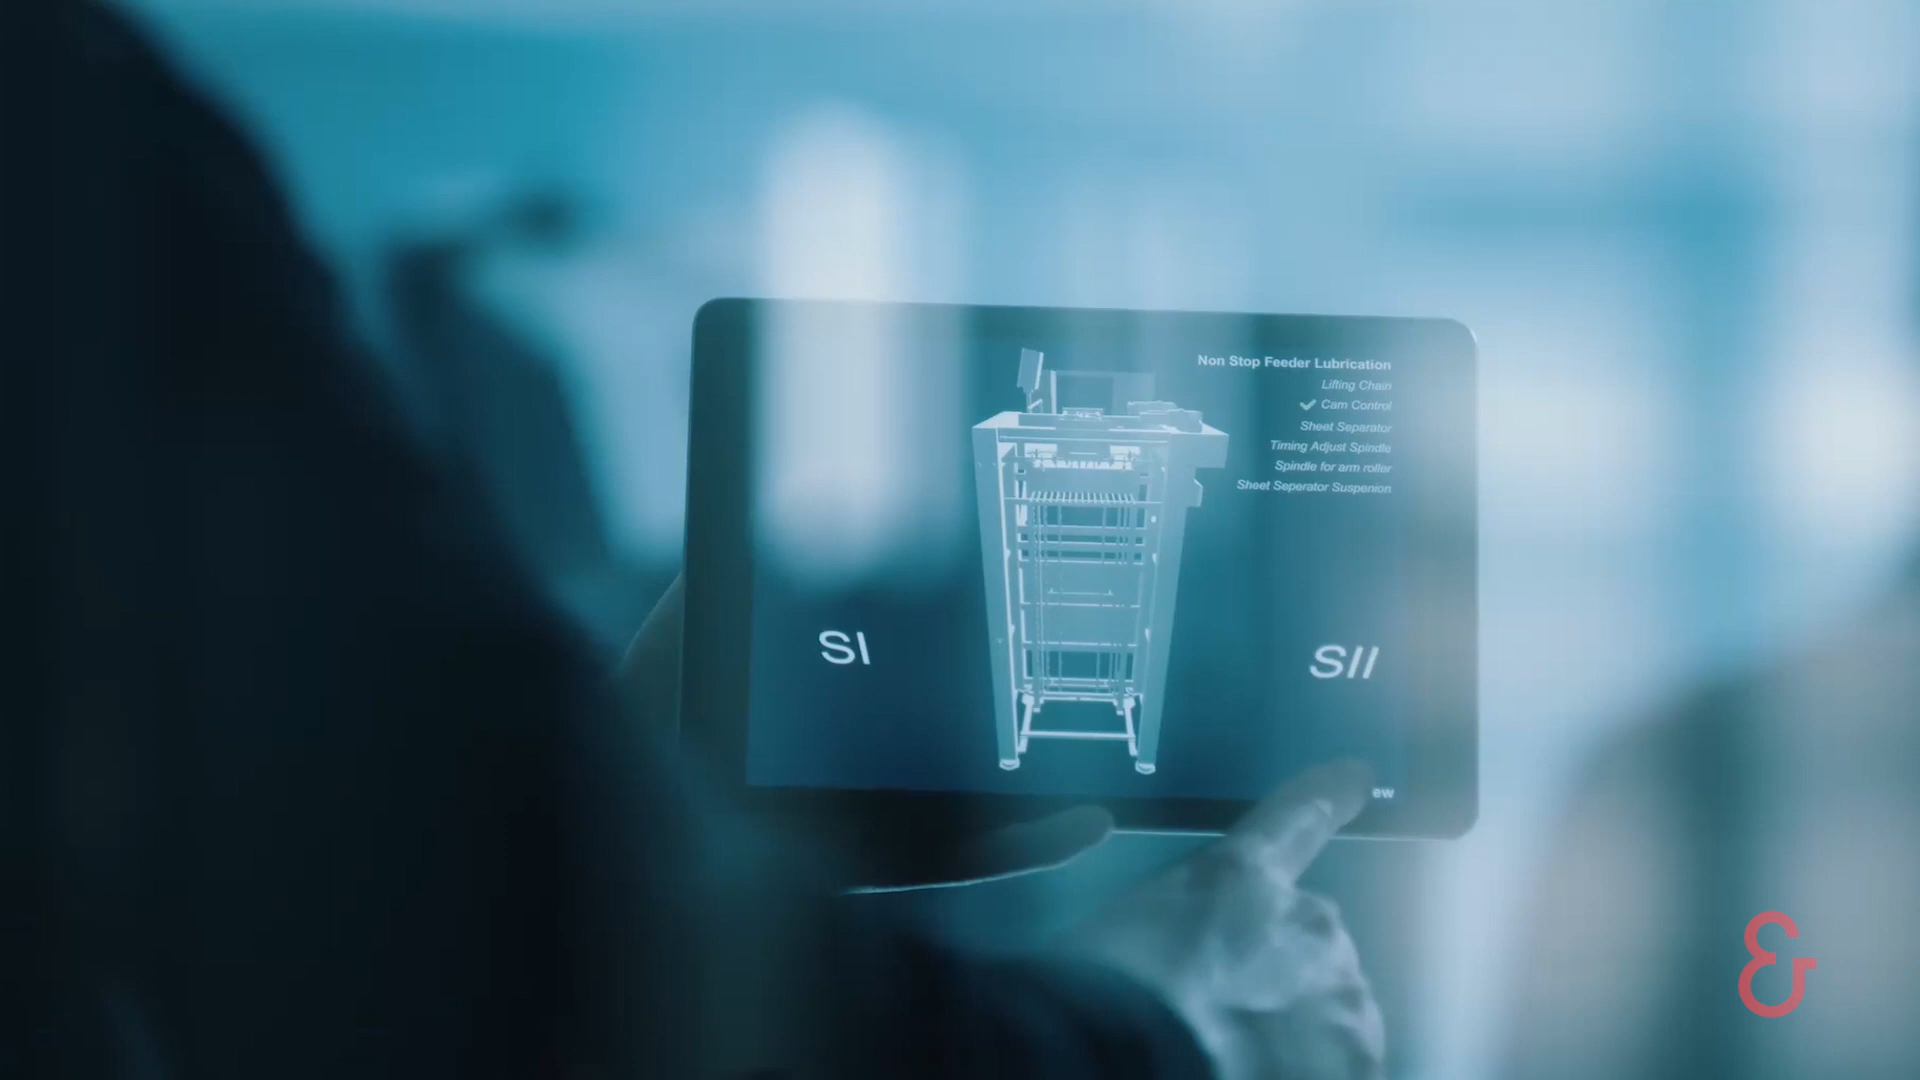 Non Stop Feeder Lubrication
Lifting Chain
Cam Control
Sheet Separator
Timing Adjust Spindle
Spindle for arm roller
Sheet Seperator Suspenion
SI
SII
&